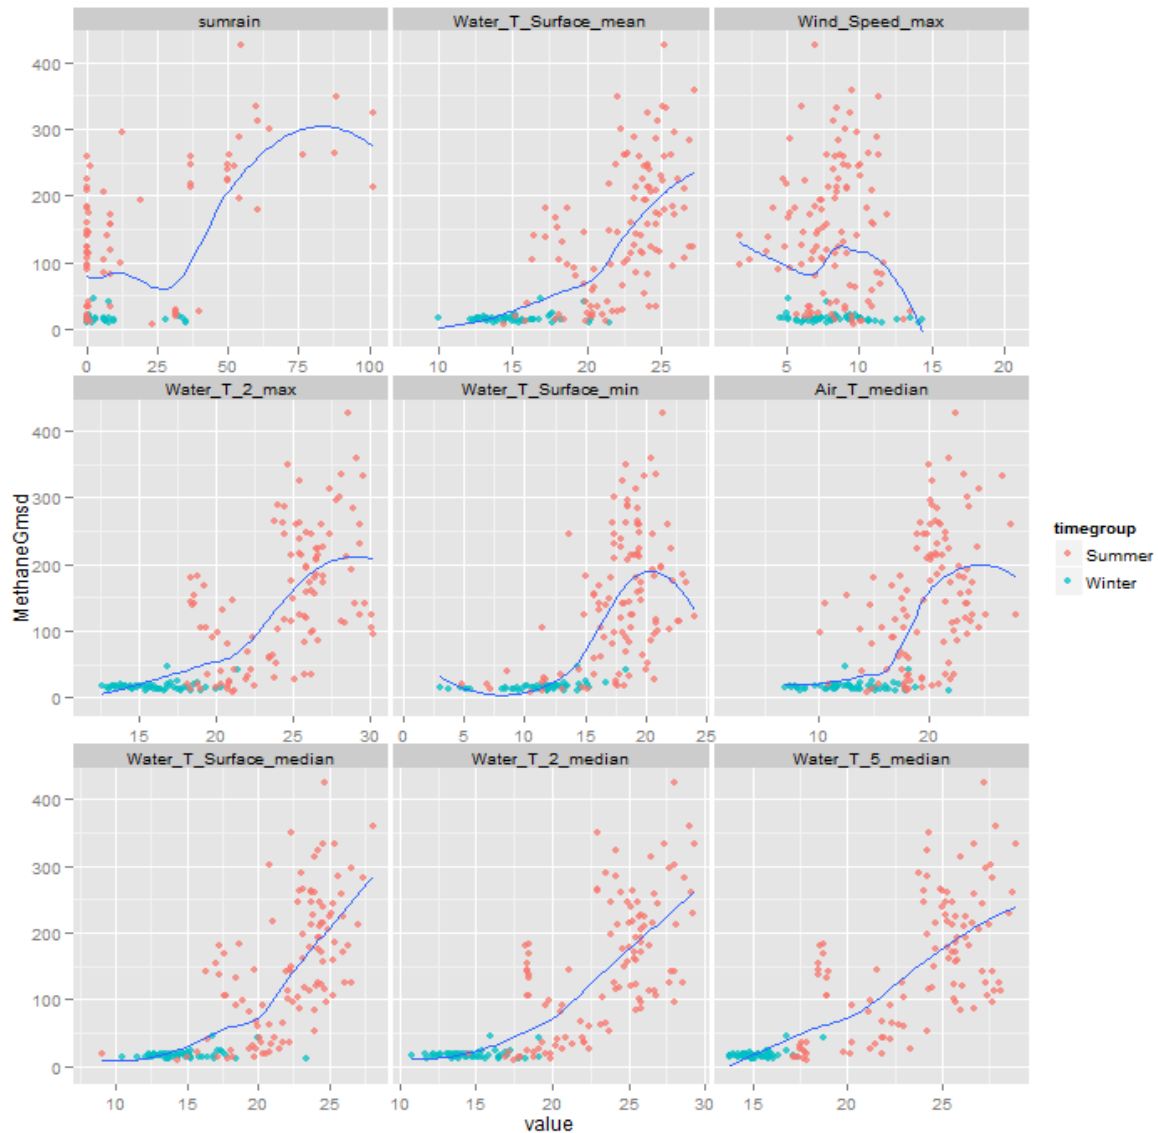 sumrain Water_T_Surface_mean Wind_Speed_max
400
300
200
100
0
0 25 50 75 100 10 15 20 25 5 10 15 20
Water_T_2_max Water_T_Surface_min Air_T_median
400
300
200
100
0
15 20 25 30 0 5 10 15 20 25 10 20
Water_T_Surface_median Water_T_2_median Water_T_5_median
400
300
200
100
0
10 15 20 25 10 15 20 25 30 15 20 25
value
MethaneGmsd
timegroup
Summer
Winter